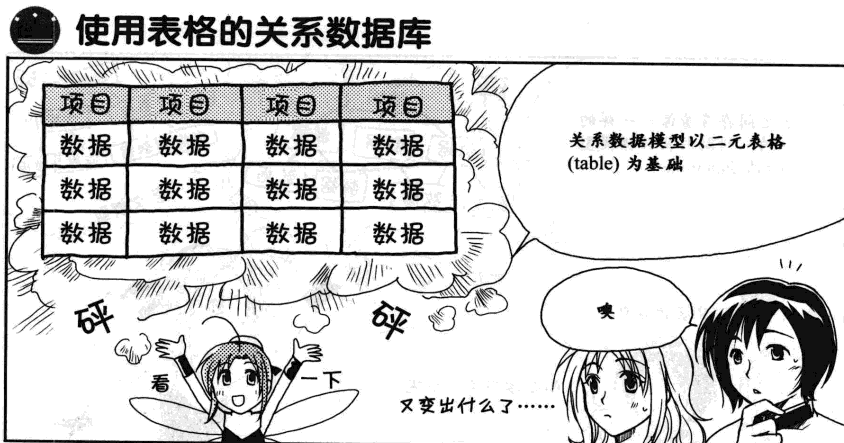 使用表格的关系数据库
项目 项目 项目 项目
数据 数据 数据 数据
数据 数据 数据 数据
数据 数据 数据 数据
关系数据模型以二元表格
(table) 为基础
砰
砰
看
一下
噢
又变出什么了……